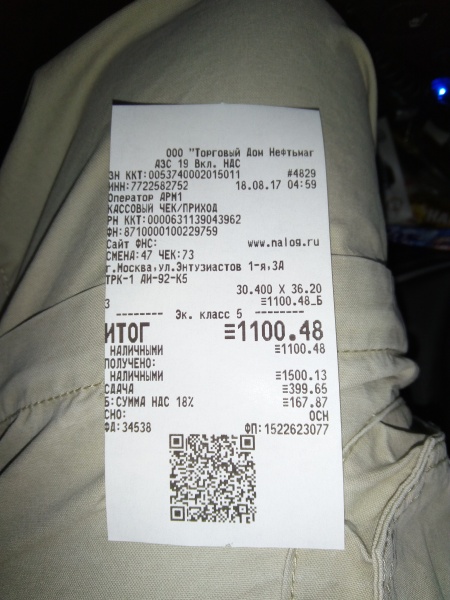 ООО "Торговый Дом Нефтьмаг
АЗС 19 Вкл. НДС
ЗН ККТ:0053740002015011 #4829
ИНН:7722582752 18.08.17 04:59
Оператор АРМ1
КАССОВЫЙ ЧЕК/ПРИХОД
РН ККТ:0000631139043962
ФН:8710000100229759
Сайт ФНС: www.nalog.ru
СМЕНА:47 ЧЕК:73
г.Москва,ул.Энтузиастов 1-я,3А
ТРК-1 АИ-92-К5
30.400 X 36.20
3 ≡1100.48_Б
-------- Эк. класс 5 --------
ИТОГ ≡1100.48
НАЛИЧНЫМИ ≡1100.48
ПОЛУЧЕНО:
НАЛИЧНЫМИ ≡1500.13
СДАЧА ≡399.65
Б:СУММА НДС 18% ≡167.87
СНО: ОСН
ФД:34538 ФП:1522623077